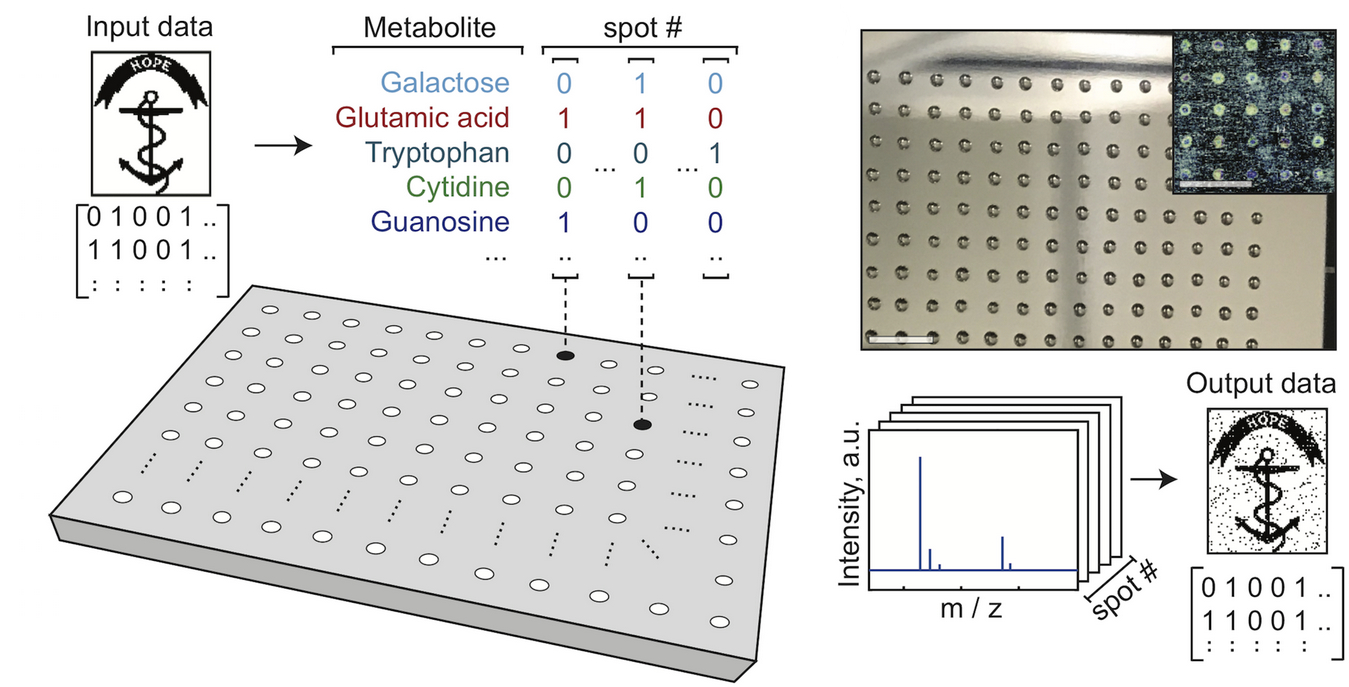 Input data
HOPE
0 1 0 0 1 ..
1 1 0 0 1 ..
: : : : :
Metabolite spot #
Galactose 0 1 0
Glutamic acid 1 1 0
Tryptophan 0 ... 0 ... 1
Cytidine 0 1 0
Guanosine 1 0 0
... .. .. ..
Intensity, a.u.
m / z
spot #
Output data
HOPE
0 1 0 0 1 ..
1 1 0 0 1 ..
: : : : :